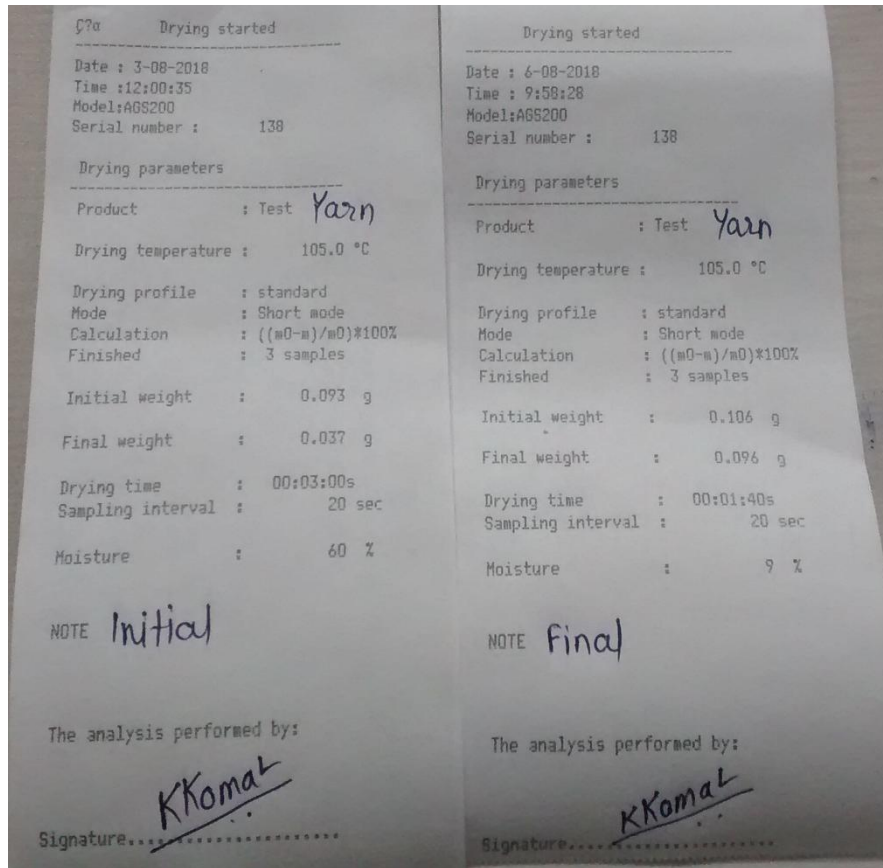 Ç?α Drying started
Date : 3-08-2018
Time :12:00:35
Model:AGS200
Serial number : 138
Drying parameters
Product : Test Yarn
Drying temperature : 105.0 °C
Drying profile : standard
Mode : Short mode
Calculation : ((m0-m)/m0)*100%
Finished : 3 samples
Initial weight : 0.093 g
Final weight : 0.037 g
Drying time : 00:03:00s
Sampling interval : 20 sec
Moisture : 60 %
NOTE Initial
The analysis performed by:
KKomal
Signature........................
Drying started
Date : 6-08-2018
Time : 9:58:28
Model:AGS200
Serial number : 138
Drying parameters
Product : Test Yarn
Drying temperature : 105.0 °C
Drying profile : standard
Mode : Short mode
Calculation : ((m0-m)/m0)*100%
Finished : 3 samples
Initial weight : 0.106 g
Final weight : 0.096 g
Drying time : 00:01:40s
Sampling interval : 20 sec
Moisture : 9 %
NOTE Final
The analysis performed by:
KKomal
Signature........................